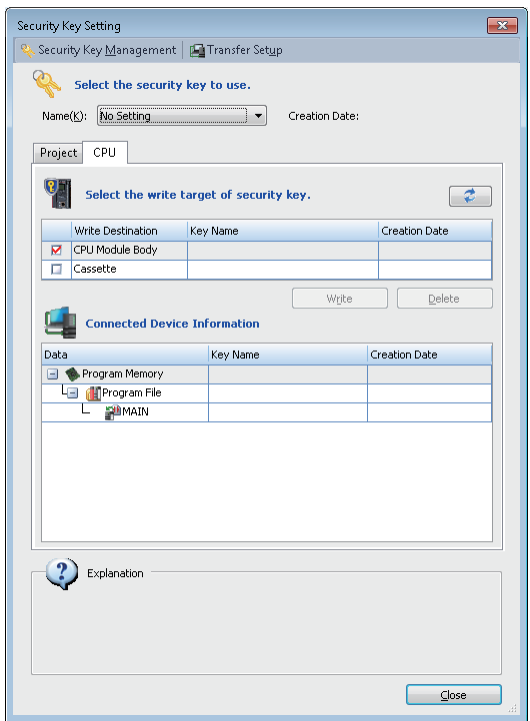 Security Key Setting
Security Key Management Transfer Setup
Select the security key to use.
Name(K): No Setting Creation Date:
Project CPU
Select the write target of security key.
Write Destination Key Name Creation Date
CPU Module Body
Cassette
Write Delete
Connected Device Information
Data Key Name Creation Date
Program Memory
Program File
MAIN
Explanation
Close